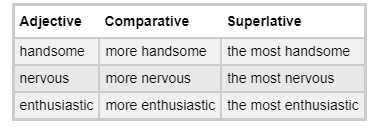 Adjective Comparative Superlative
handsome more handsome the most handsome
nervous more nervous the most nervous
enthusiastic more enthusiastic the most enthusiastic